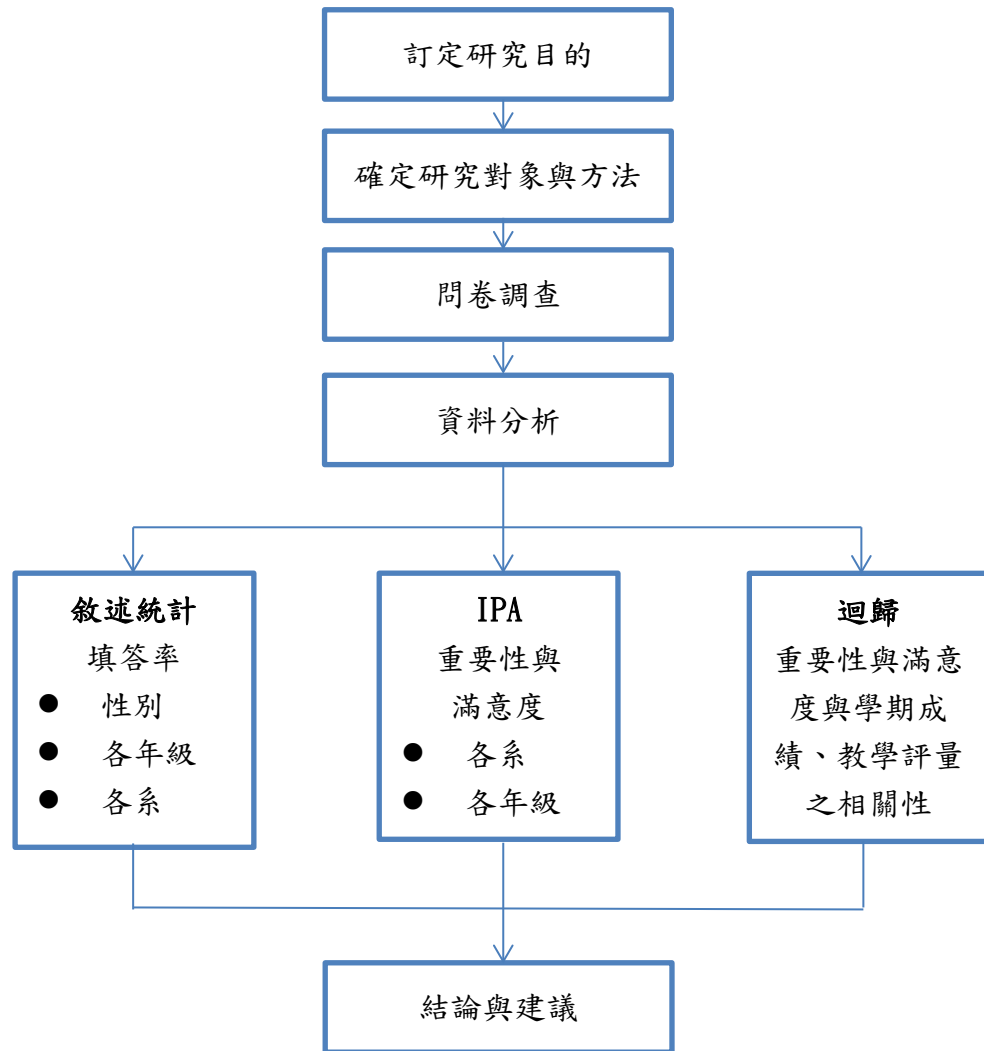 訂定研究目的
確定研究對象與方法
問卷調查
資料分析
敘述統計
填答率
● 性別
● 各年級
● 各系
IPA
重要性與
滿意度
● 各系
● 各年級
迴歸
重要性與滿意
度與學期成
績、教學評量
之相關性
結論與建議